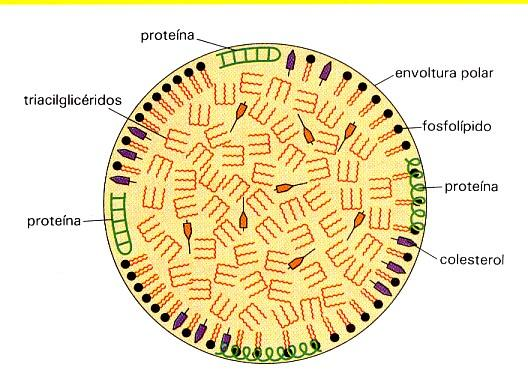 proteína
envoltura polar
triacilglicéridos
fosfolípido
proteína
proteína
colesterol